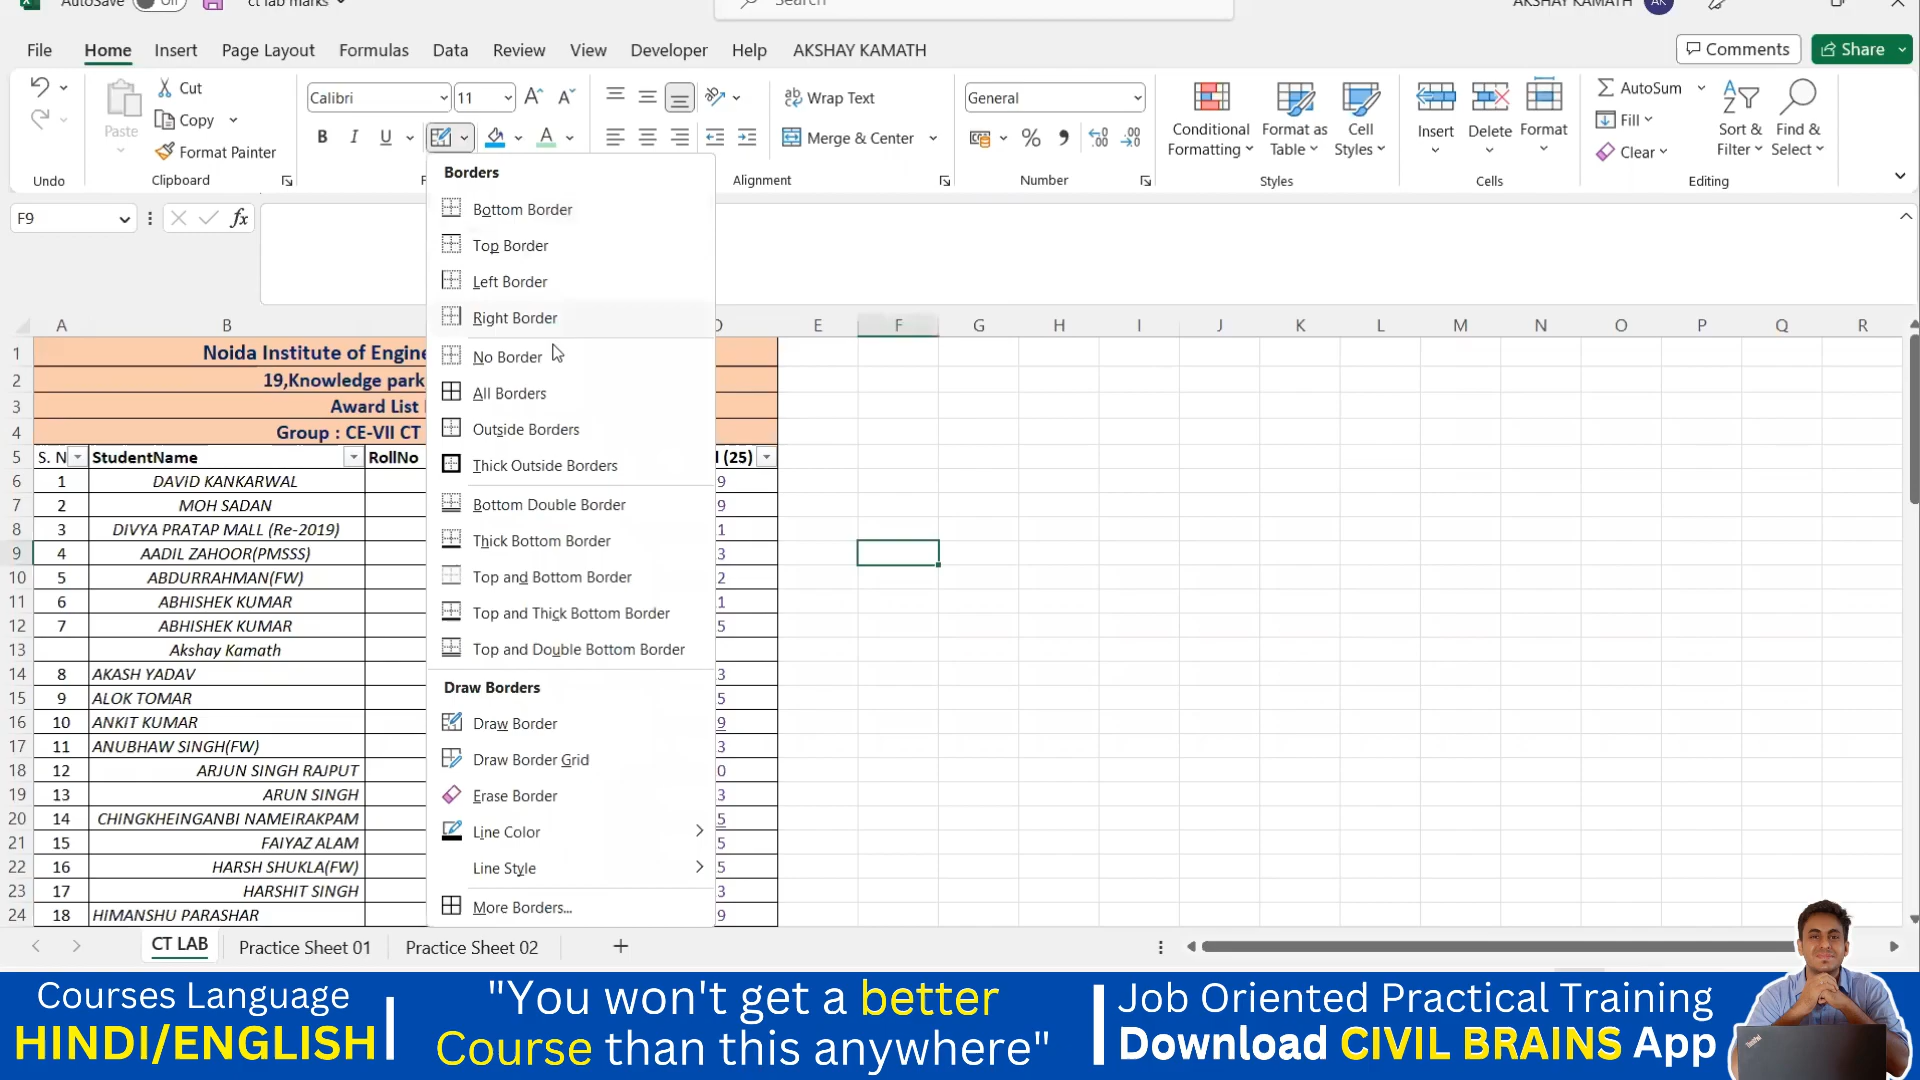 AutoSave Off ct lab marks Search AKSHAY KAMATH AK
File Home Insert Page Layout Formulas Data Review View Developer Help AKSHAY KAMATH Comments Share
Cut Calibri 11 Wrap Text General AutoSum
Paste Copy Merge & Center Conditional Formatting Format as Table Cell Styles Insert Delete Format Fill Sort & Filter Find & Select
Format Painter B I U A % Clear
Undo Clipboard Alignment Number Styles Cells Editing
F9 fx
Borders
Bottom Border
Top Border
Left Border
Right Border
No Border
All Borders
Outside Borders
Thick Outside Borders
Bottom Double Border
Thick Bottom Border
Top and Bottom Border
Top and Thick Bottom Border
Top and Double Bottom Border
Draw Borders
Draw Border
Draw Border Grid
Erase Border
Line Color
Line Style
More Borders...
A B D E F G H I J K L M N O P Q R
1 Noida Institute of Engine
2 19,Knowledge park
3 Award List
4 Group : CE-VII CT
5 S. N StudentName RollNo (25)
6 1 DAVID KANKARWAL 9
7 2 MOH SADAN 9
8 3 DIVYA PRATAP MALL (Re-2019) 1
9 4 AADIL ZAHOOR(PMSSS) 3
10 5 ABDURRAHMAN(FW) 2
11 6 ABHISHEK KUMAR 1
12 7 ABHISHEK KUMAR 5
13 Akshay Kamath
14 8 AKASH YADAV 3
15 9 ALOK TOMAR 5
16 10 ANKIT KUMAR 9
17 11 ANUBHAW SINGH(FW) 3
18 12 ARJUN SINGH RAJPUT 0
19 13 ARUN SINGH 3
20 14 CHINGKHEINGANBI NAMEIRAKPAM 5
21 15 FAIYAZ ALAM 5
22 16 HARSH SHUKLA(FW) 5
23 17 HARSHIT SINGH 3
24 18 HIMANSHU PARASHAR 9
CT LAB Practice Sheet 01 Practice Sheet 02
Courses Language
HINDI/ENGLISH
"You won't get a better
Course than this anywhere"
Job Oriented Practical Training
Download CIVIL BRAINS App